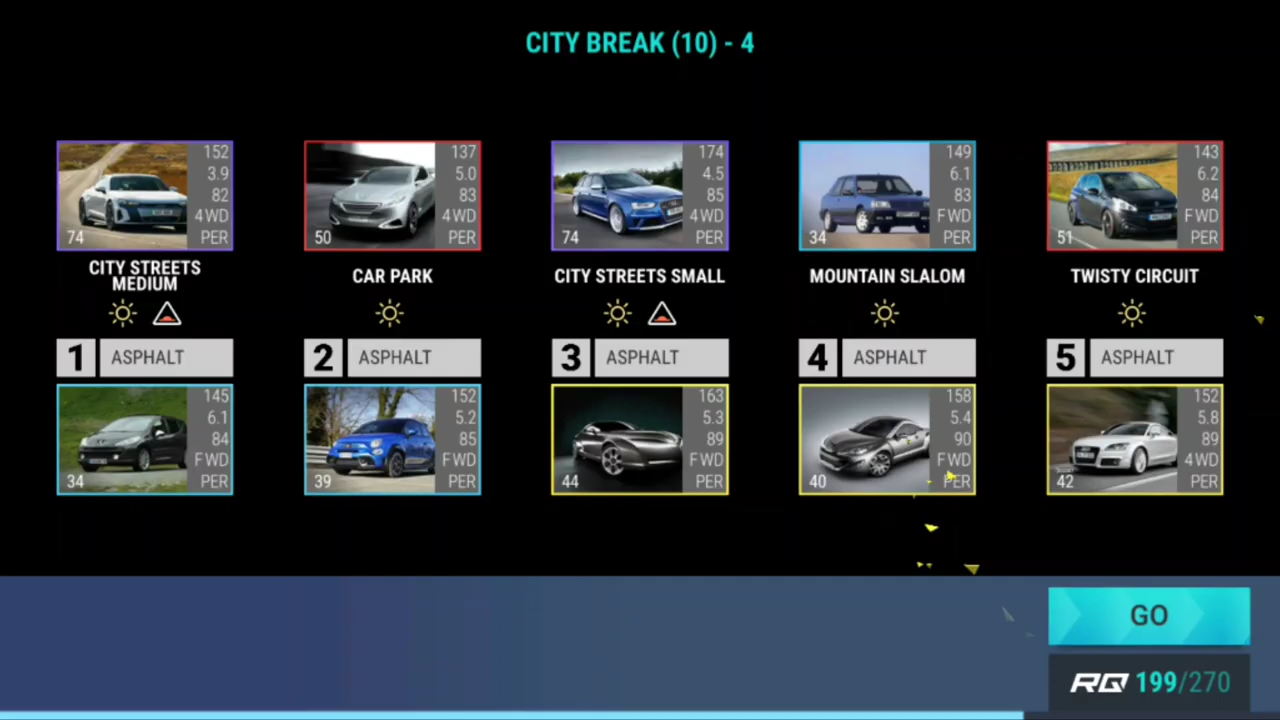 CITY BREAK (10) - 4
152
3.9
82
4WD
74 PER
137
5.0
83
4WD
50 PER
174
4.5
85
4WD
74 PER
149
6.1
83
FWD
34 PER
143
6.2
84
FWD
51 PER
CITY STREETS
MEDIUM
CAR PARK
CITY STREETS SMALL
MOUNTAIN SLALOM
TWISTY CIRCUIT
1 ASPHALT
2 ASPHALT
3 ASPHALT
4 ASPHALT
5 ASPHALT
145
6.1
84
FWD
34 PER
152
5.2
85
FWD
39 PER
163
5.3
89
FWD
44 PER
158
5.4
90
FWD
40 PER
152
5.8
89
4WD
42 PER
GO
RQ 199/270